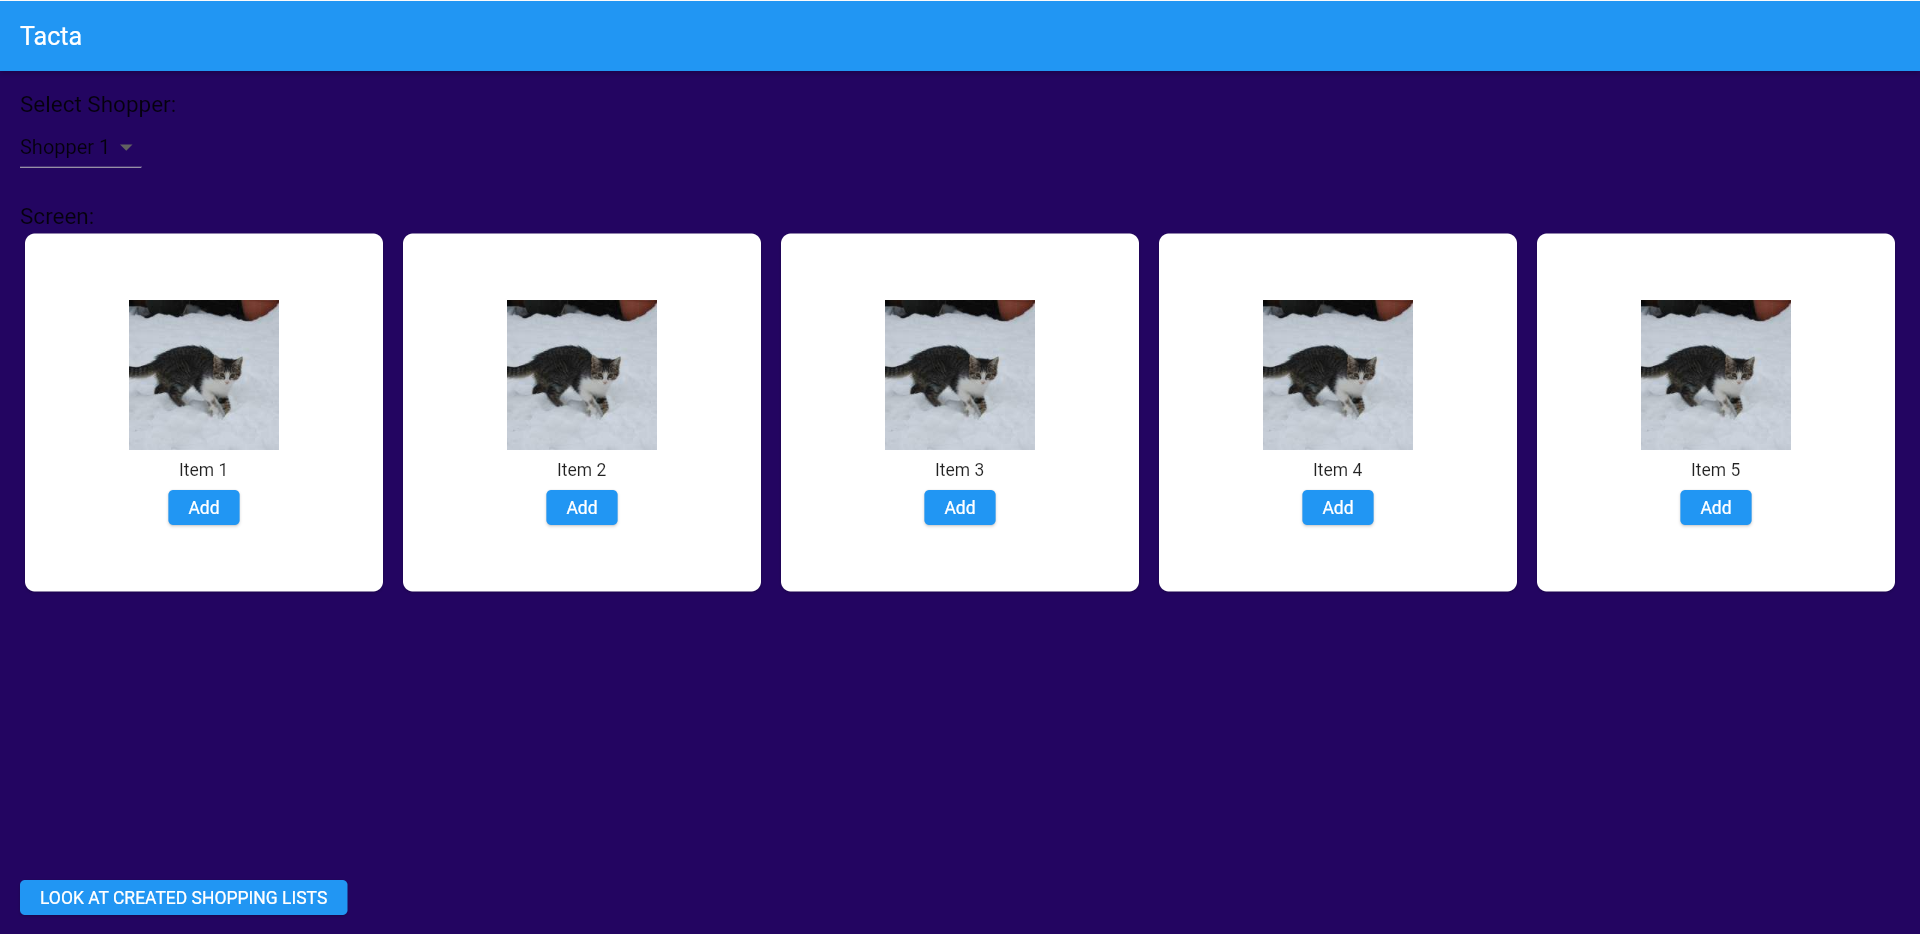 Tacta
Select Shopper:
Shopper 1
Screen:
Item 1
Add
Item 2
Add
Item 3
Add
Item 4
Add
Item 5
Add
LOOK AT CREATED SHOPPING LISTS